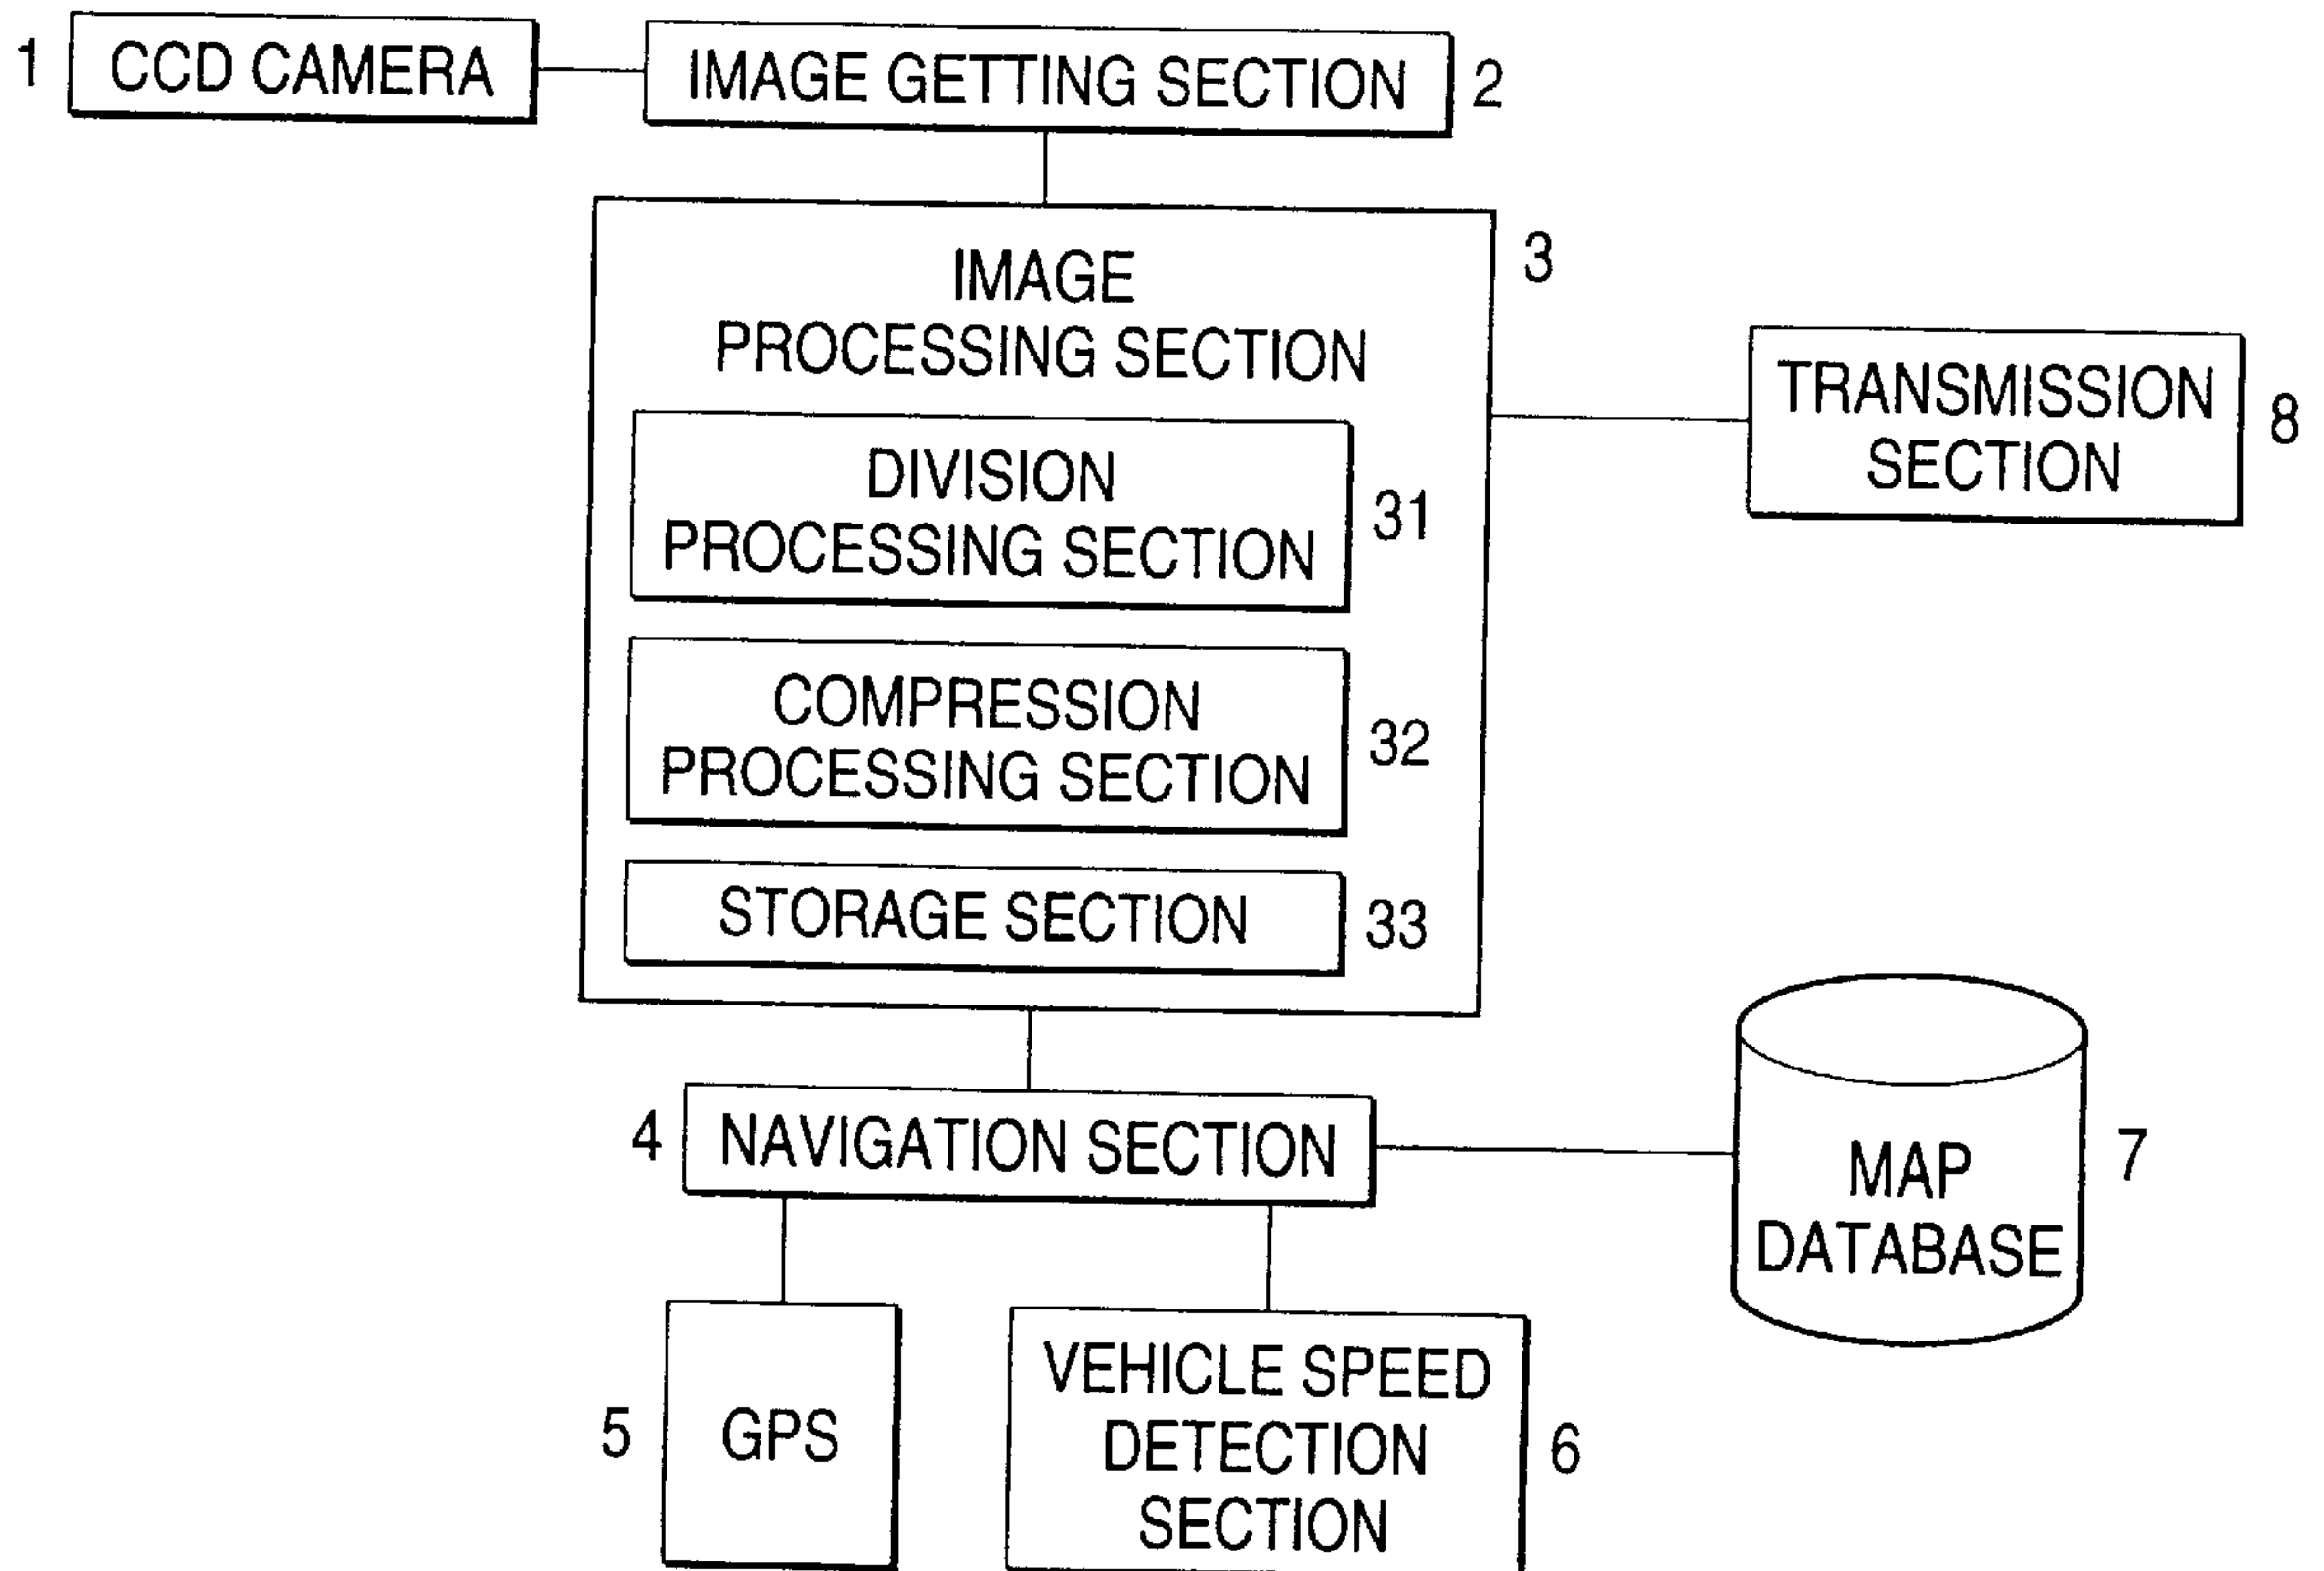 1 CCD CAMERA
IMAGE GETTING SECTION 2
IMAGE
PROCESSING SECTION
3
DIVISION
PROCESSING SECTION
31
COMPRESSION
PROCESSING SECTION
32
STORAGE SECTION 33
TRANSMISSION
SECTION
8
4 NAVIGATION SECTION
MAP
DATABASE
7
5 GPS
VEHICLE SPEED
DETECTION
SECTION
6